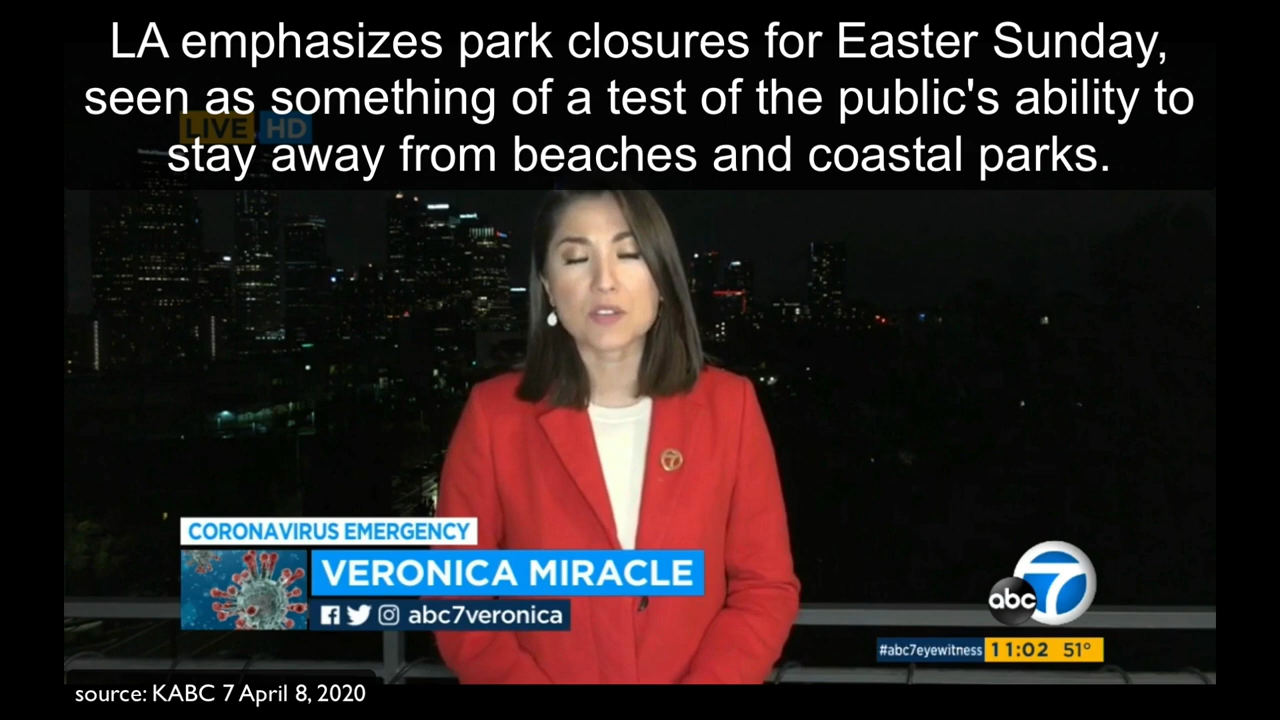 LA emphasizes park closures for Easter Sunday,
seen as something of a test of the public's ability to
LIVE HD
stay away from beaches and coastal parks.
7
CORONAVIRUS EMERGENCY
VERONICA MIRACLE
abc7veronica
abc 7
#abc7eyewitness 11:02 51°
source: KABC 7 April 8, 2020